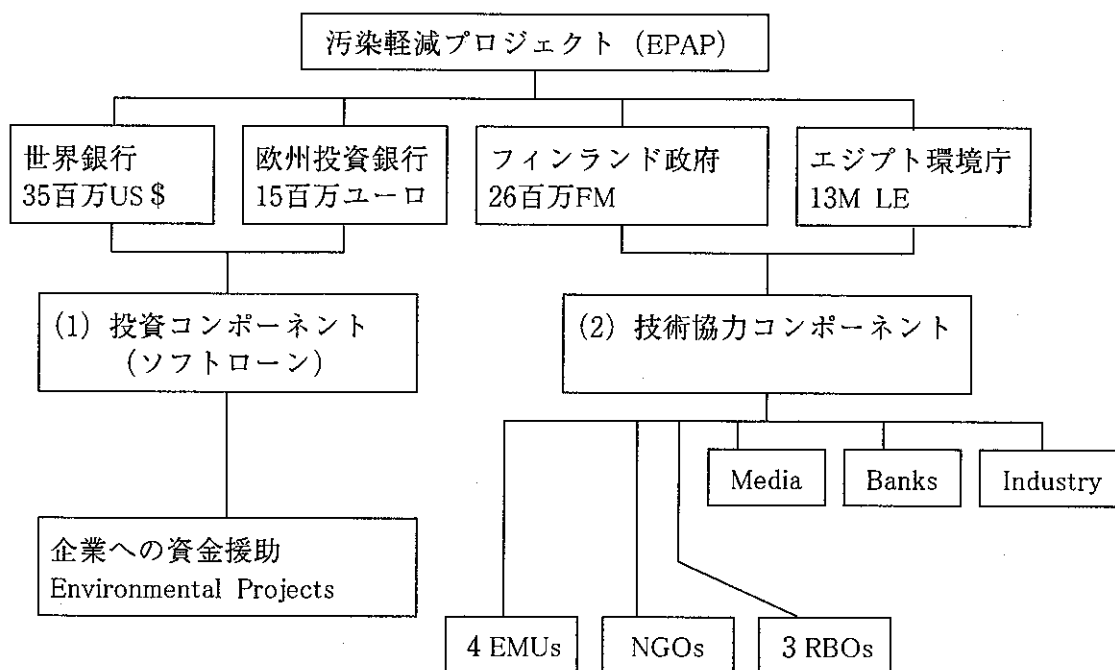 汚染軽減プロジェクト (EPAP)
世界銀行
35百万US$
欧州投資銀行
15百万ユーロ
フィンランド政府
26百万FM
エジプト環境庁
13M LE
(1) 投資コンポーネント
(ソフトローン)
(2) 技術協力コンポーネント
Media
Banks
Industry
企業への資金援助
Environmental Projects
4 EMUs
NGOs
3 RBOs